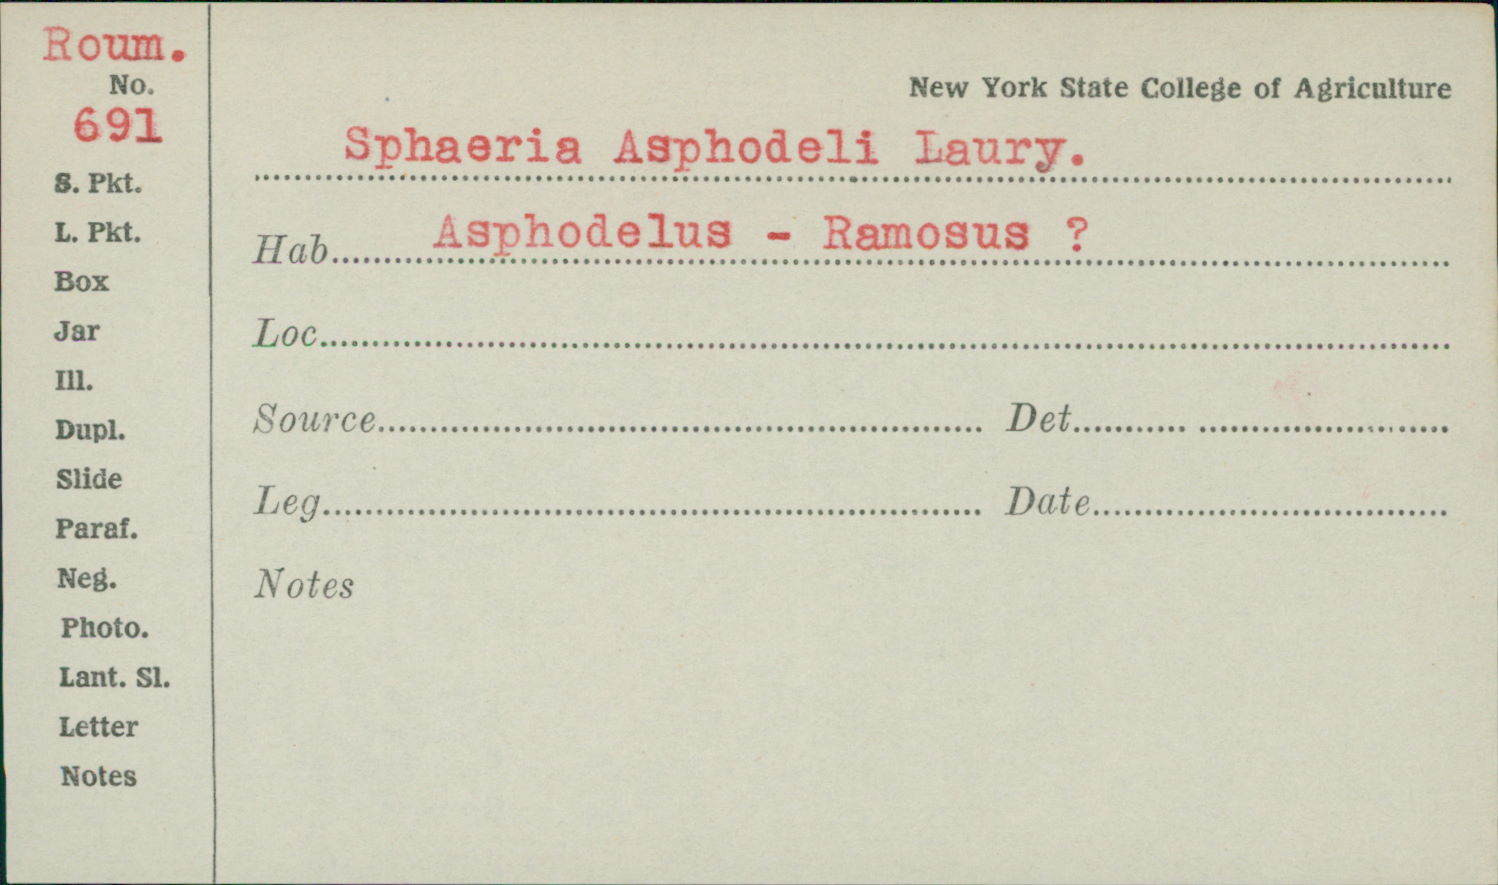 Roum.
No.
691
S. Pkt.
L. Pkt.
Box
Jar
Ill.
Dupl.
Slide
Paraf.
Neg.
Photo.
Lant. Sl.
Letter
Notes
New York State College of Agriculture
Sphaeria Asphodeli Laury.
Hab. Asphodelus - Ramosus ?
Loc.
Source. Det.
Leg. Date.
Notes